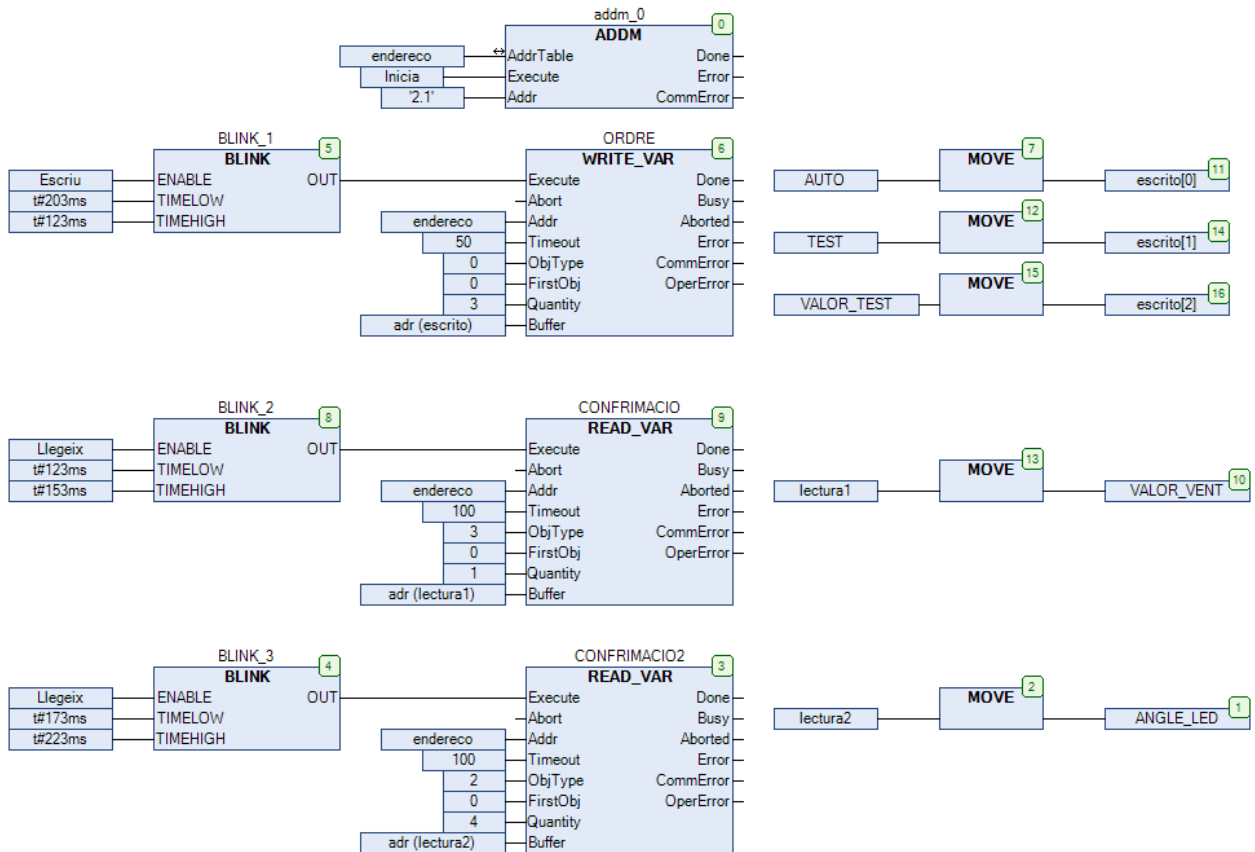 addm_0
0
ADDM
endereco AddrTable Done
Inicia Execute Error
'2.1' Addr CommError
BLINK_1 ORDRE
5 6 7 11
BLINK WRITE_VAR MOVE
Escriu ENABLE OUT Execute Done AUTO escrito[0]
t#203ms TIMELOW Abort Busy
t#123ms TIMEHIGH endereco Addr Aborted
12 14
MOVE
50 Timeout Error TEST escrito[1]
0 ObjType CommError
0 FirstObj OperError
15 16
MOVE
3 Quantity VALOR_TEST escrito[2]
adr (escrito) Buffer
BLINK_2 CONFRIMACIO
8 9
BLINK READ_VAR
Llegeix ENABLE OUT Execute Done
t#123ms TIMELOW Abort Busy
13 10
MOVE
t#153ms TIMEHIGH endereco Addr Aborted lectura1 VALOR_VENT
100 Timeout Error
3 ObjType CommError
0 FirstObj OperError
1 Quantity
adr (lectura1) Buffer
BLINK_3 CONFRIMACIO2
4 3
BLINK READ_VAR
2 1
MOVE
Llegeix ENABLE OUT Execute Done
t#173ms TIMELOW Abort Busy lectura2 ANGLE_LED
t#223ms TIMEHIGH endereco Addr Aborted
100 Timeout Error
2 ObjType CommError
0 FirstObj OperError
4 Quantity
adr (lectura2) Buffer